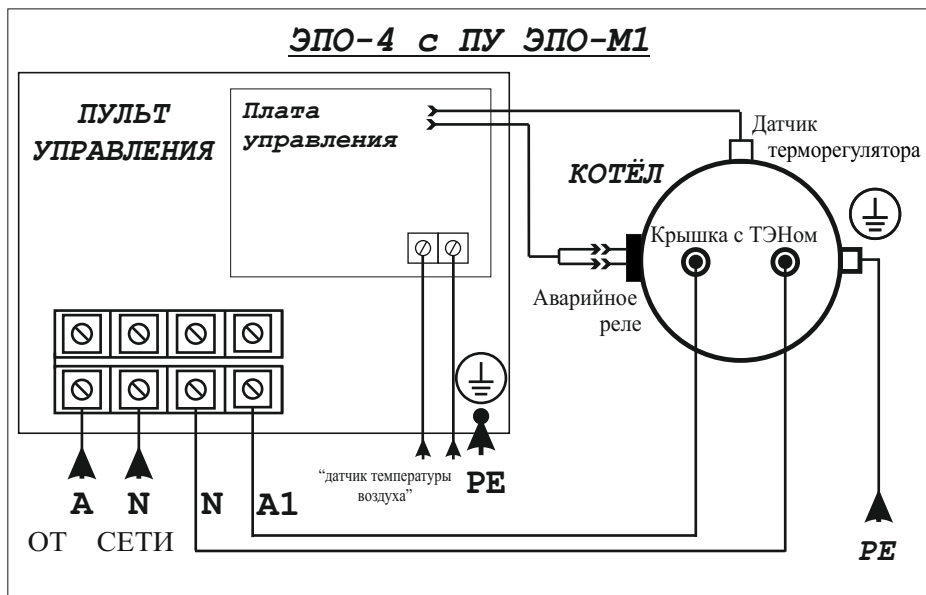 ЭПО-4 с ПУ ЭПО-М1
ПУЛЬТ
УПРАВЛЕНИЯ
Плата
управления
Датчик
терморегулятора
КОТЁЛ
Крышка с ТЭНом
Аварийное
реле
“датчик температуры
воздуха”
PE
A N N A1
ОТ СЕТИ
PE